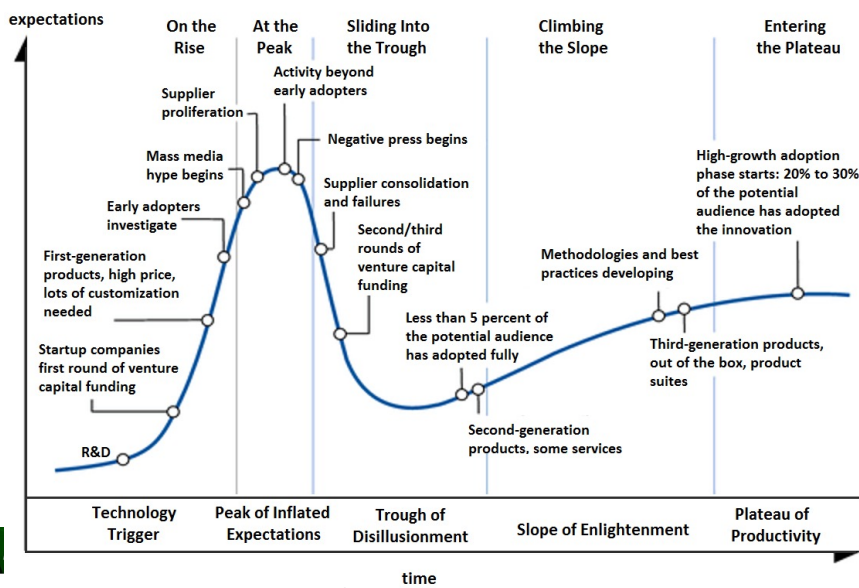 expectations
On the
Rise
At the
Peak
Sliding Into
the Trough
Climbing
the Slope
Entering
the Plateau
Activity beyond
early adopters
Supplier
proliferation
Negative press begins
Mass media
hype begins
Supplier consolidation
and failures
Early adopters
investigate
Second/third
rounds of
venture capital
funding
First-generation
products, high price,
lots of customization
needed
Startup companies
first round of venture
capital funding
R&D
Less than 5 percent of
the potential audience
has adopted fully
Second-generation
products, some services
Methodologies and best
practices developing
Third-generation products,
out of the box, product
suites
High-growth adoption
phase starts: 20% to 30%
of the potential
audience has adopted
the innovation
Technology
Trigger
Peak of Inflated
Expectations
Trough of
Disillusionment
Slope of Enlightenment
Plateau of
Productivity
time